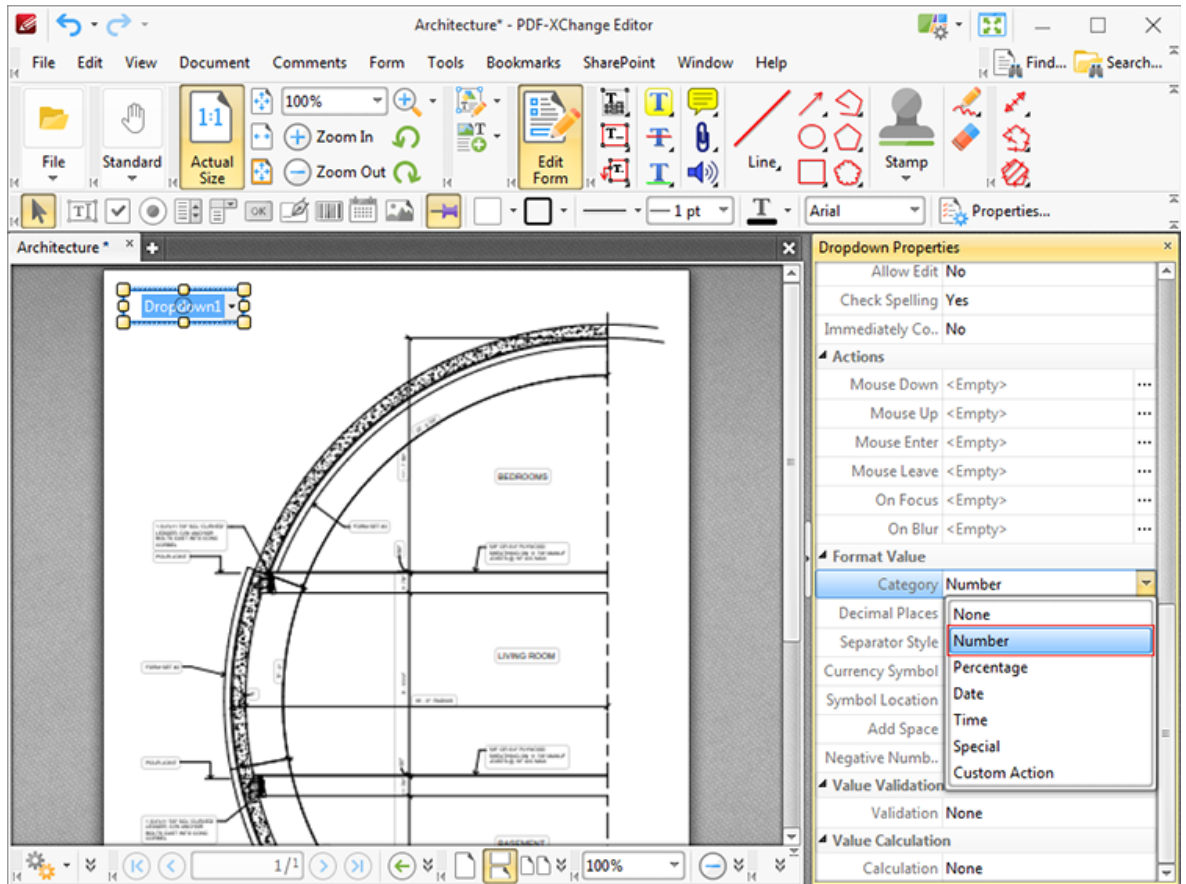 Architecture* - PDF-XChange Editor
File Edit View Document Comments Form Tools Bookmarks SharePoint Window Help
Find... Search...
File
Standard
1:1
Actual Size
100%
Zoom In
Zoom Out
Edit Form
Line
Stamp
OK
1 pt
Arial
Properties...
Architecture *
Dropdown1
BEDROOMS
LIVING ROOM
BASEMENT
Dropdown Properties
Allow Edit No
Check Spelling Yes
Immediately Co.. No
Actions
Mouse Down <Empty> ...
Mouse Up <Empty> ...
Mouse Enter <Empty> ...
Mouse Leave <Empty> ...
On Focus <Empty> ...
On Blur <Empty> ...
Format Value
Category Number
Decimal Places
Separator Style
Currency Symbol
Symbol Location
Add Space
Negative Numb..
None
Number
Percentage
Date
Time
Special
Custom Action
Value Validation
Validation None
Value Calculation
Calculation None
1/1
100%